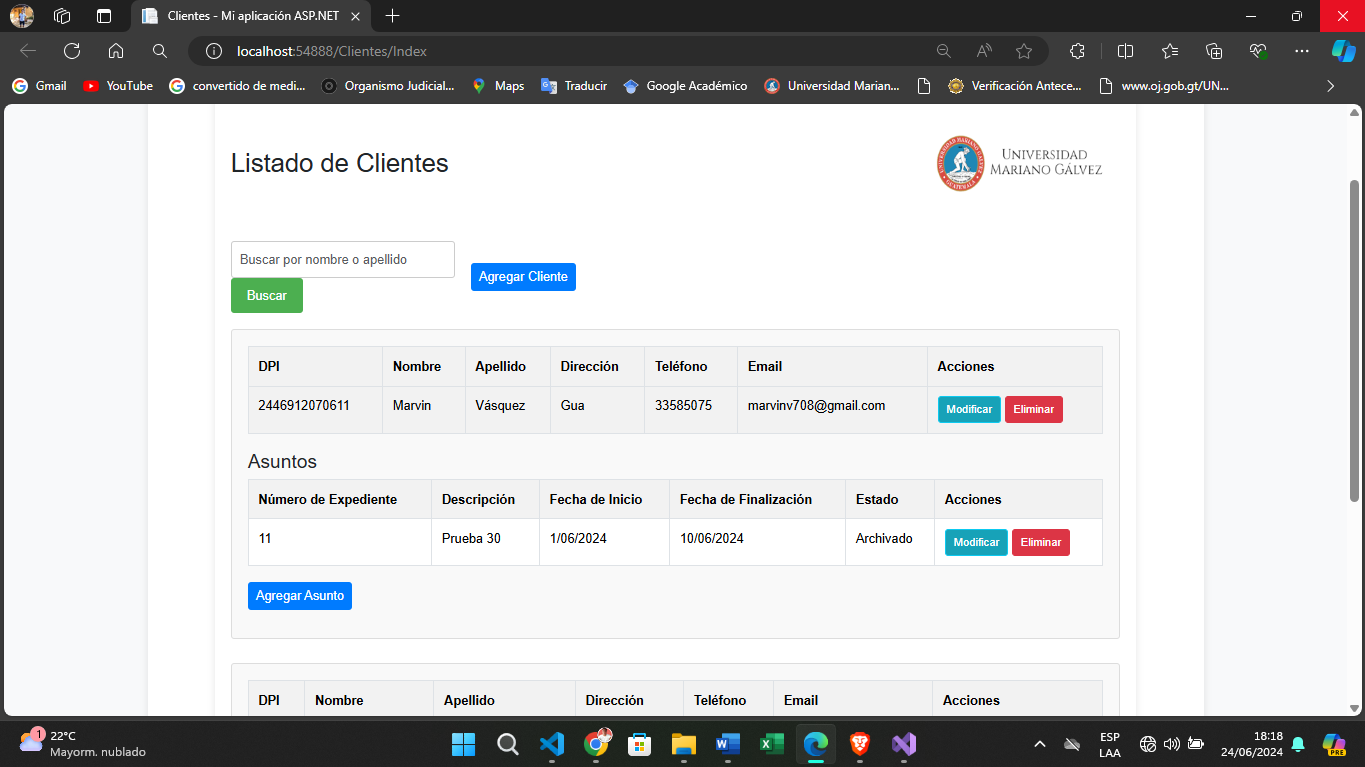 Clientes - Mi aplicación ASP.NET
localhost:54888/Clientes/Index
Gmail YouTube convertido de medi... Organismo Judicial... Maps Traducir Google Académico Universidad Marian... Verificación Antece... www.oj.gob.gt/UN...
Listado de Clientes
UNIVERSIDAD
MARIANO GÁLVEZ
Buscar por nombre o apellido
Agregar Cliente
Buscar
DPI Nombre Apellido Dirección Teléfono Email Acciones
2446912070611 Marvin Vásquez Gua 33585075 marvinv708@gmail.com Modificar Eliminar
Asuntos
Número de Expediente Descripción Fecha de Inicio Fecha de Finalización Estado Acciones
11 Prueba 30 1/06/2024 10/06/2024 Archivado Modificar Eliminar
Agregar Asunto
DPI Nombre Apellido Dirección Teléfono Email Acciones
1 22°C
Mayorm. nublado
ESP
LAA
18:18
24/06/2024
PRE